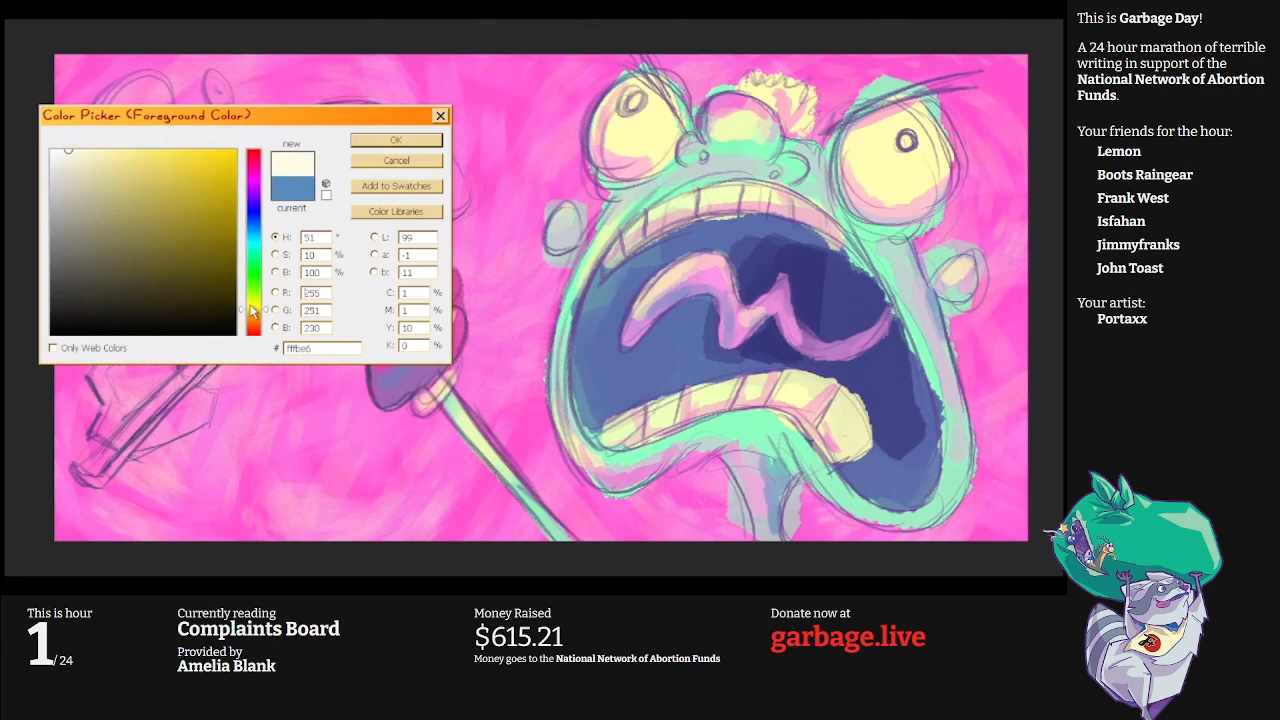 This is Garbage Day!
A 24 hour marathon of terrible
writing in support of the
National Network of Abortion
Funds.
Your friends for the hour:
Lemon
Boots Raingear
Frank West
Isfahan
Jimmyfranks
John Toast
Your artist:
Portaxx
Color Picker (Foreground Color)
new
current
OK
Cancel
Add to Swatches
Color Libraries
H: 51 ° L: 99
S: 10 % a: -1
B: 100 % b: 11
R: 255 C: 1 %
G: 251 M: 1 %
B: 230 Y: 10 %
K: 0 %
Only Web Colors # fffbe6
This is hour
1 / 24
Currently reading
Complaints Board
Provided by
Amelia Blank
Money Raised
$615.21
Money goes to the National Network of Abortion Funds
Donate now at
garbage.live